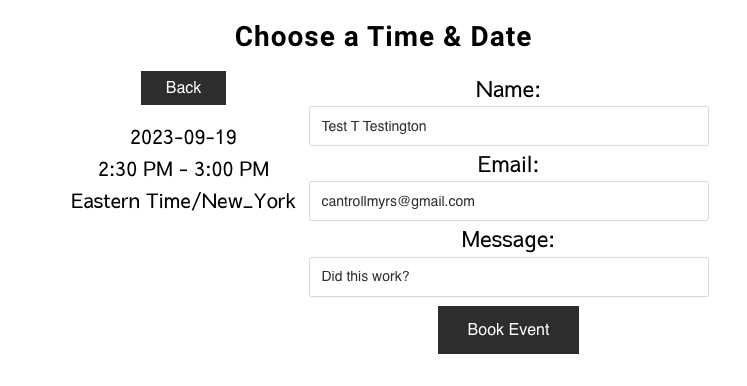 Choose a Time & Date
Back
2023-09-19
2:30 PM - 3:00 PM
Eastern Time/New_York
Name:
Test T Testington
Email:
cantrollmyrs@gmail.com
Message:
Did this work?
Book Event